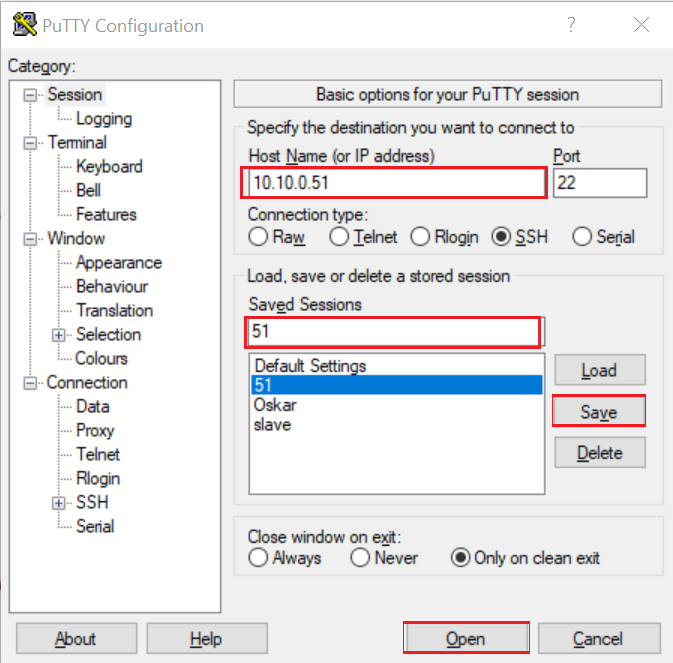 PuTTY Configuration ?
Category:
Session
Logging
Terminal
Keyboard
Bell
Features
Window
Appearance
Behaviour
Translation
Selection
Colours
Connection
Data
Proxy
Telnet
Rlogin
SSH
Serial
Basic options for your PuTTY session
Specify the destination you want to connect to
Host Name (or IP address) Port
10.10.0.51 22
Connection type:
Raw Telnet Rlogin SSH Serial
Load, save or delete a stored session
Saved Sessions
51
Default Settings
51
Oskar
slave
Load
Save
Delete
Close window on exit:
Always Never Only on clean exit
About Help Open Cancel